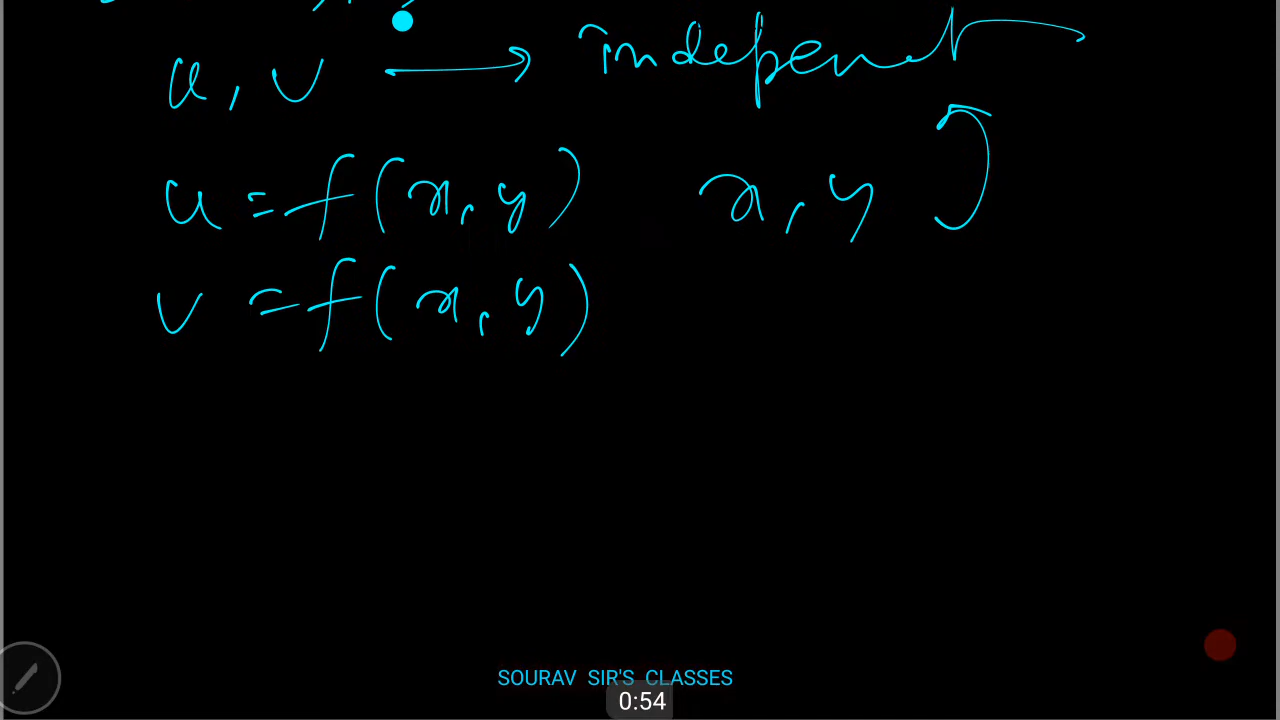 u, v → indepent
u = f(x, y) x, y
v = f(x, y)
SOURAV SIR'S CLASSES
0:54